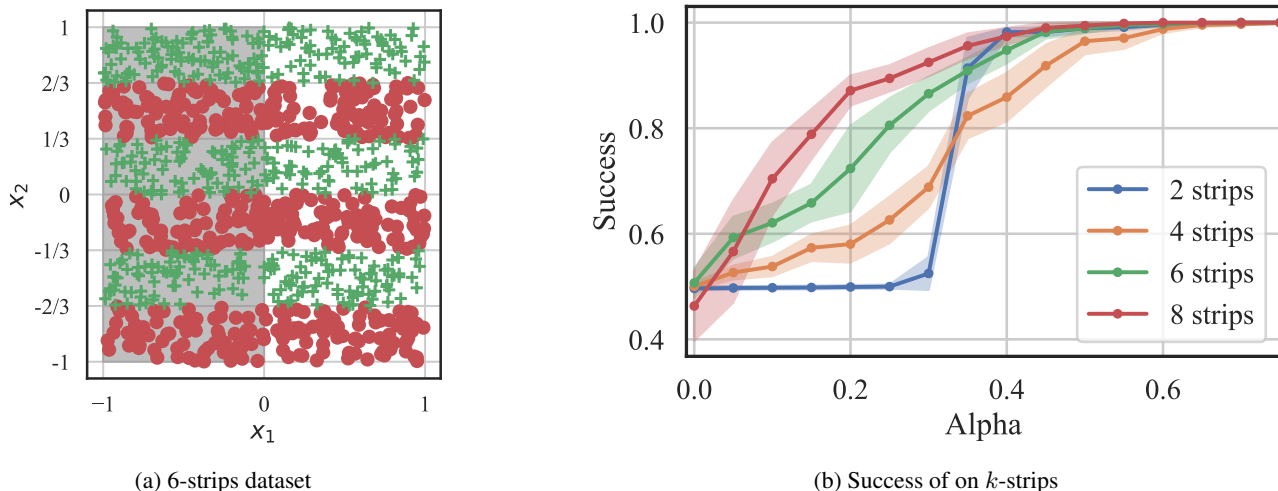 1
2/3
1/3
0
-1/3
-2/3
-1
x2
−1
0
1
x1
(a) 6-strips dataset
1.0
0.8
0.6
0.4
Success
2 strips
4 strips
6 strips
8 strips
0.0
0.2
0.4
0.6
Alpha
(b) Success of on k-strips